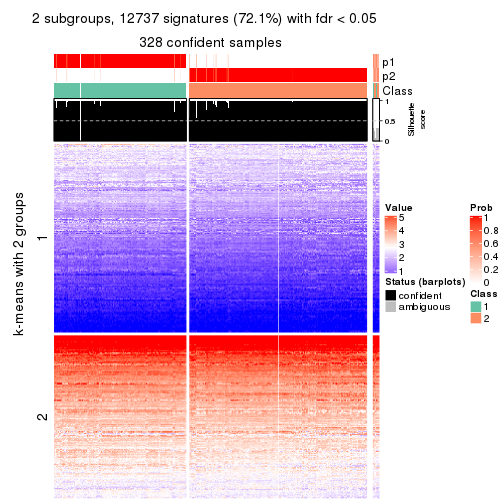 2 subgroups, 12737 signatures (72.1%) with fdr < 0.05
328 confident samples
p1
p2
Class
1
0.5
0
Silhouette
score
k-means with 2 groups
1
2
Value
5
4
3
2
1
Status (barplots)
confident
ambiguous
Prob
1
0.8
0.6
0.4
0.2
0
Class
1
2